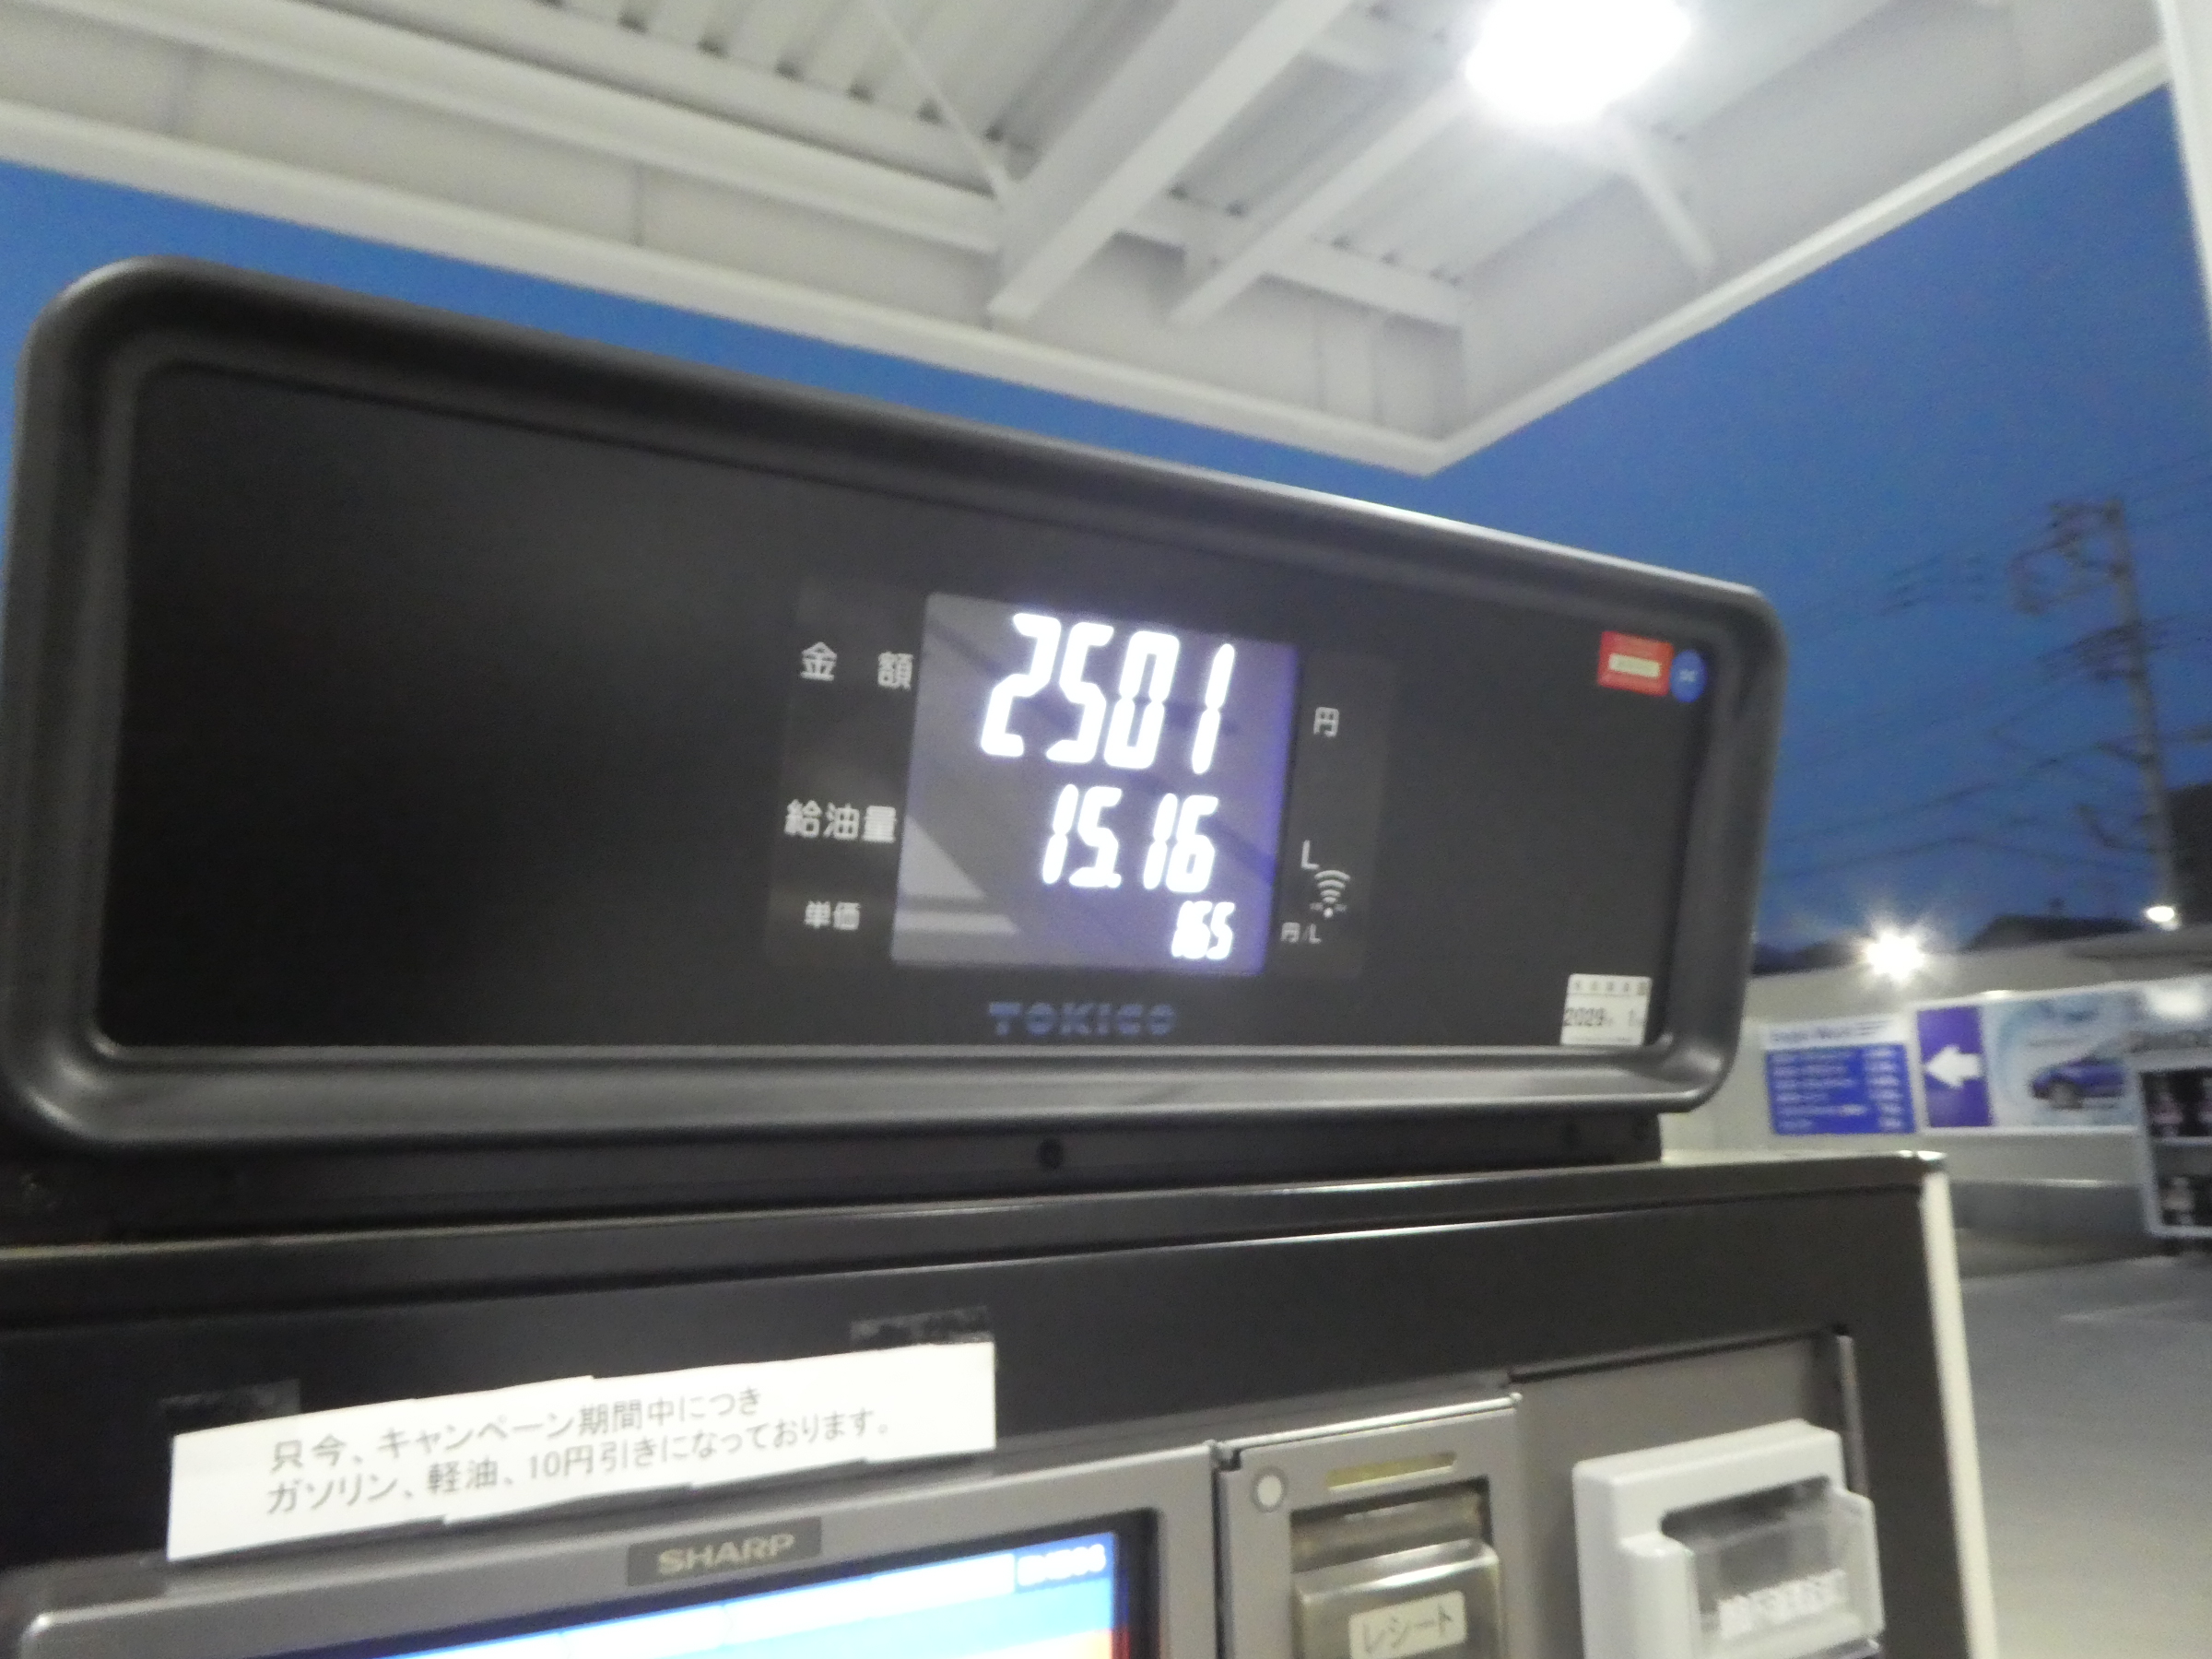 金額 2501 円
給油量 15.16 L
単価 165 円/L
TOKICO
2029 1
只今、キャンペーン期間中につき
ガソリン、軽油、10円引きになっております。
SHARP
レシート